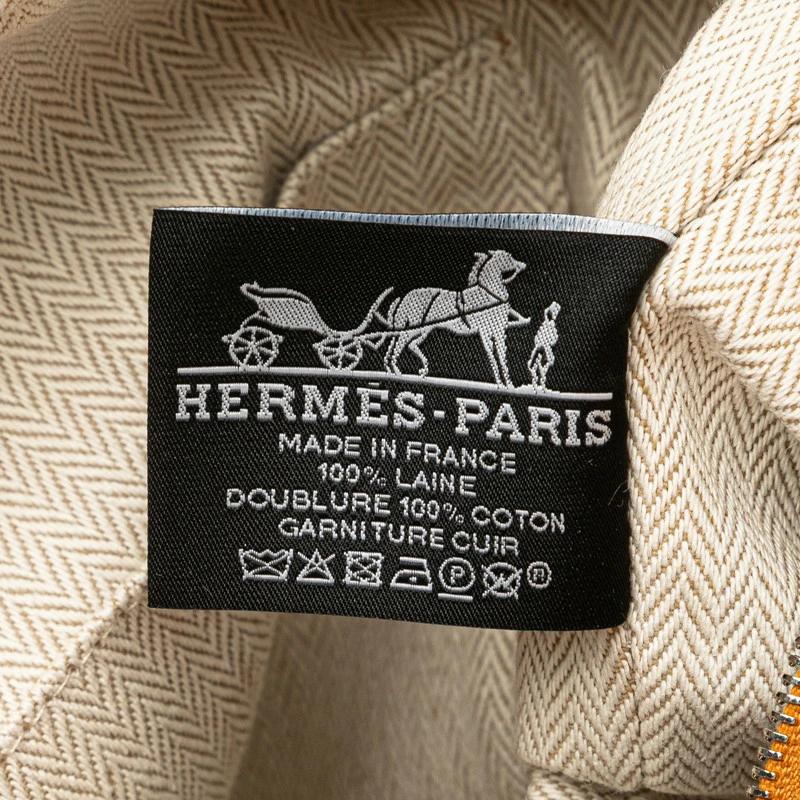 HERMÈS-PARIS
MADE IN FRANCE
100% LAINE
DOUBLURE 100% COTON
GARNITURE CUIR
P W n